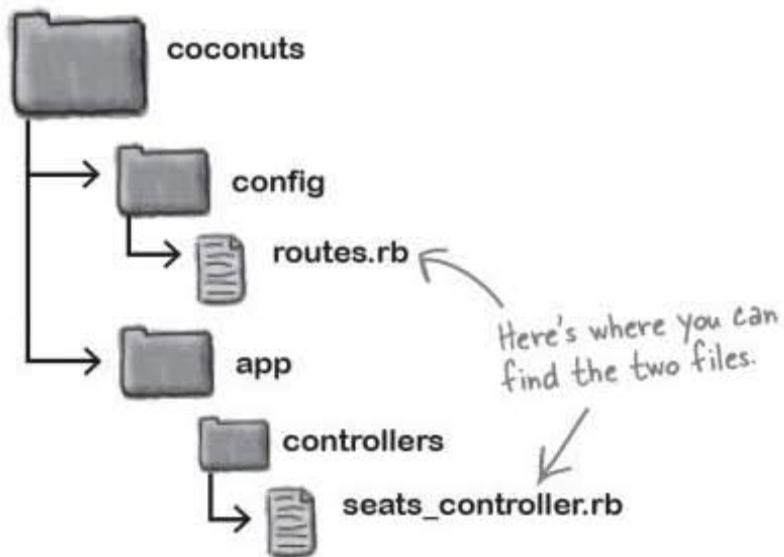 coconuts
config
routes.rb
Here's where you can
find the two files.
app
controllers
seats_controller.rb